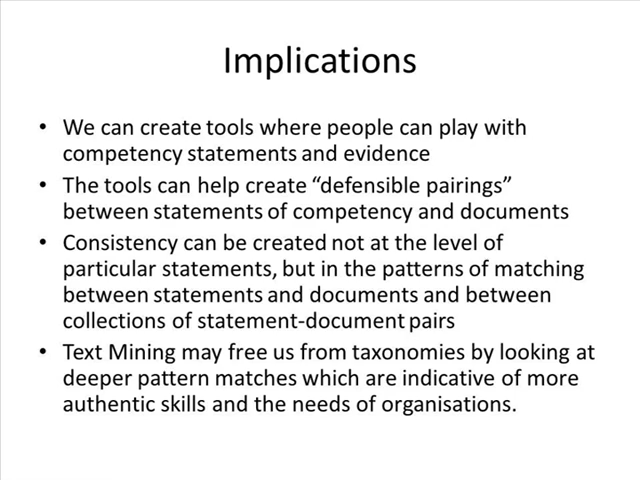 Implications
• We can create tools where people can play with
competency statements and evidence
• The tools can help create “defensible pairings”
between statements of competency and documents
• Consistency can be created not at the level of
particular statements, but in the patterns of matching
between statements and documents and between
collections of statement-document pairs
• Text Mining may free us from taxonomies by looking at
deeper pattern matches which are indicative of more
authentic skills and the needs of organisations.